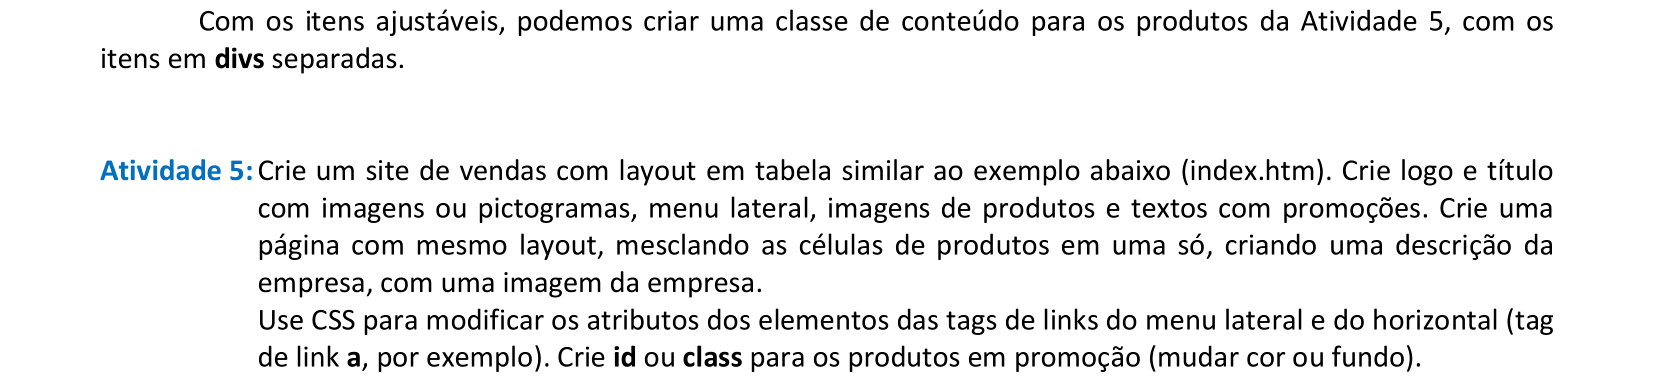 Com os itens ajustáveis, podemos criar uma classe de conteúdo para os produtos da Atividade 5, com os
itens em divs separadas.
Atividade 5: Crie um site de vendas com layout em tabela similar ao exemplo abaixo (index.htm). Crie logo e título
com imagens ou pictogramas, menu lateral, imagens de produtos e textos com promoções. Crie uma
página com mesmo layout, mesclando as células de produtos em uma só, criando uma descrição da
empresa, com uma imagem da empresa.
Use CSS para modificar os atributos dos elementos das tags de links do menu lateral e do horizontal (tag
de link a, por exemplo). Crie id ou class para os produtos em promoção (mudar cor ou fundo).